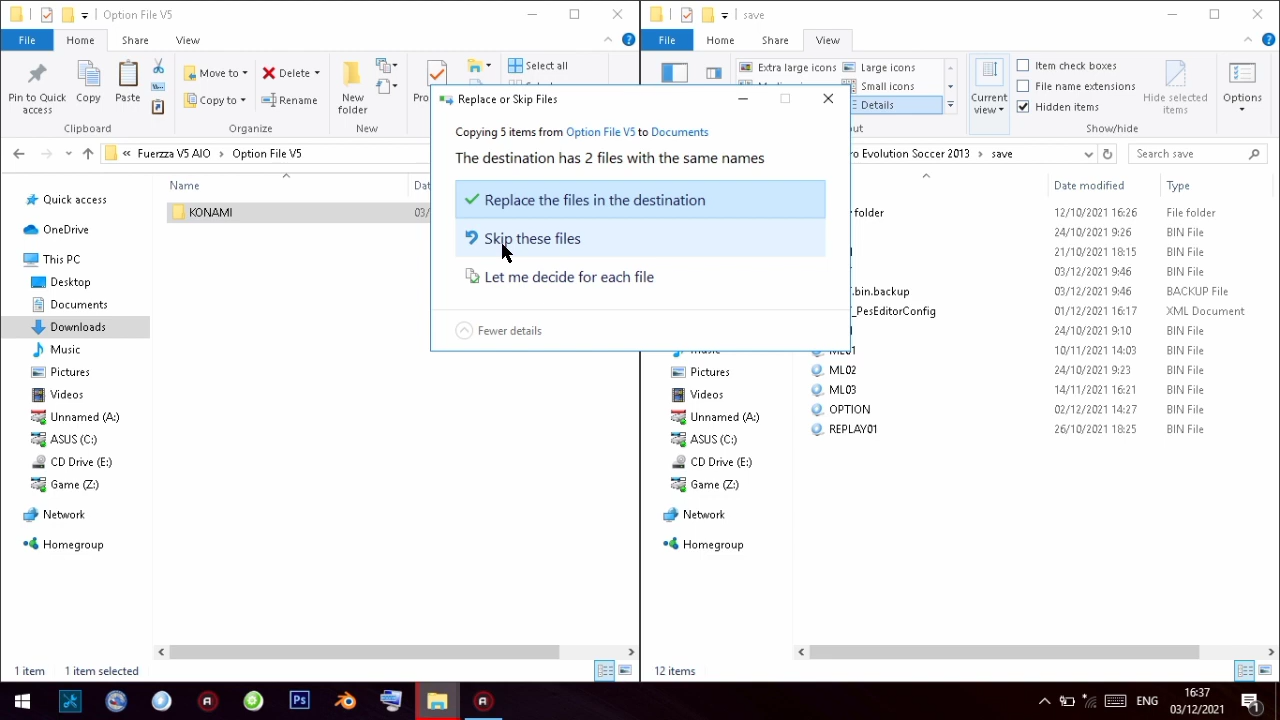 Option File V5
File
Home
Share
View
Pin to Quick access
Copy
Paste
Move to
Copy to
Delete
Rename
New folder
Select all
Clipboard
Organize
New
« Fuerzza V5 AIO > Option File V5
Name
KONAMI
03/
Quick access
OneDrive
This PC
Desktop
Documents
Downloads
Music
Pictures
Videos
Unnamed (A:)
ASUS (C:)
CD Drive (E:)
Game (Z:)
Network
Homegroup
1 item
1 item selected
Replace or Skip Files
Copying 5 items from Option File V5 to Documents
The destination has 2 files with the same names
Replace the files in the destination
Skip these files
Let me decide for each file
Fewer details
save
File
Home
Share
View
Extra large icons
Large icons
Small icons
Details
Current view
Item check boxes
File name extensions
Hidden items
Hide selected items
Options
Show/hide
ro Evolution Soccer 2013 > save
Search save
Date modified
Type
folder 12/10/2021 16:26 File folder
24/10/2021 9:26 BIN File
21/10/2021 18:15 BIN File
03/12/2021 9:46 BIN File
.bin.backup 03/12/2021 9:46 BACKUP File
_PesEditorConfig 01/12/2021 16:17 XML Document
24/10/2021 9:10 BIN File
ML01 10/11/2021 14:03 BIN File
ML02 24/10/2021 9:23 BIN File
ML03 14/11/2021 16:21 BIN File
OPTION 02/12/2021 14:27 BIN File
REPLAY01 26/10/2021 18:25 BIN File
Music
Pictures
Videos
Unnamed (A:)
ASUS (C:)
CD Drive (E:)
Game (Z:)
Network
Homegroup
12 items
Ps
ENG
16:37
03/12/2021
1